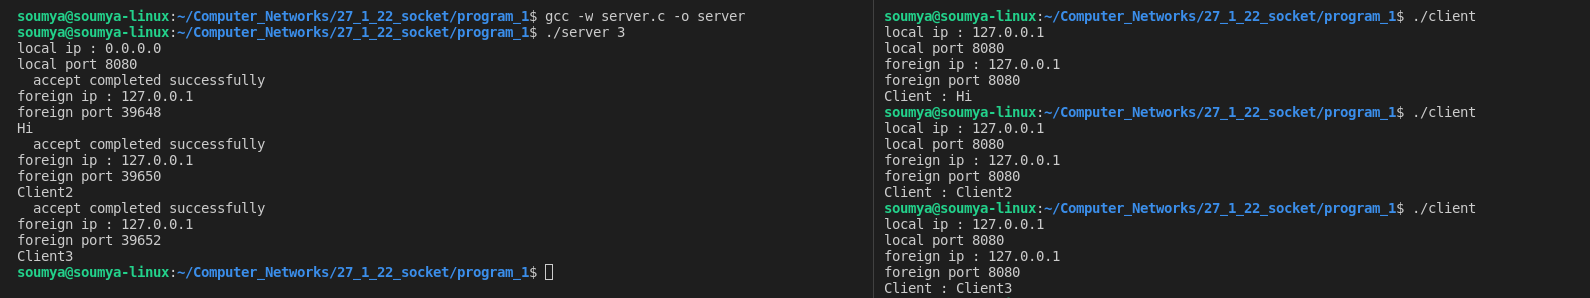 soumya@soumya-linux:~/Computer_Networks/27_1_22_socket/program_1$ gcc -w server.c -o server
soumya@soumya-linux:~/Computer_Networks/27_1_22_socket/program_1$ ./server 3
local ip : 0.0.0.0
local port 8080
  accept completed successfully
foreign ip : 127.0.0.1
foreign port 39648
Hi
  accept completed successfully
foreign ip : 127.0.0.1
foreign port 39650
Client2
  accept completed successfully
foreign ip : 127.0.0.1
foreign port 39652
Client3
soumya@soumya-linux:~/Computer_Networks/27_1_22_socket/program_1$
soumya@soumya-linux:~/Computer_Networks/27_1_22_socket/program_1$ ./client
local ip : 127.0.0.1
local port 8080
foreign ip : 127.0.0.1
foreign port 8080
Client : Hi
soumya@soumya-linux:~/Computer_Networks/27_1_22_socket/program_1$ ./client
local ip : 127.0.0.1
local port 8080
foreign ip : 127.0.0.1
foreign port 8080
Client : Client2
soumya@soumya-linux:~/Computer_Networks/27_1_22_socket/program_1$ ./client
local ip : 127.0.0.1
local port 8080
foreign ip : 127.0.0.1
foreign port 8080
Client : Client3